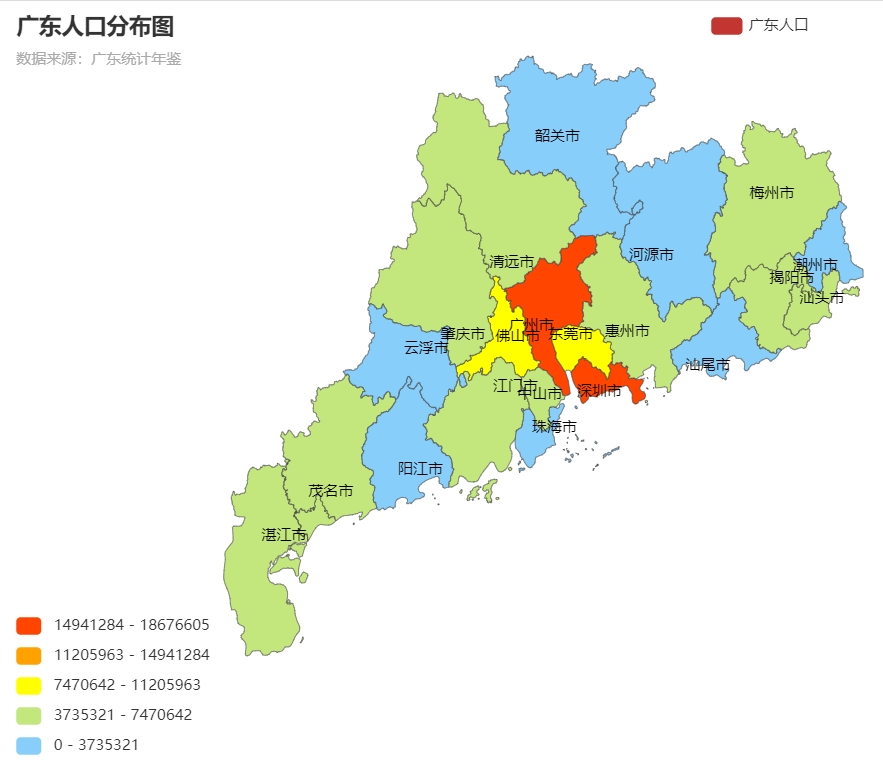 广东人口分布图
广东人口
数据来源：广东统计年鉴
韶关市
梅州市
河源市
清远市
潮州市
揭阳市
汕头市
广州市
肇庆市
佛山市
东莞市
惠州市
云浮市
汕尾市
江门市
中山市
深圳市
珠海市
阳江市
茂名市
湛江市
14941284 - 18676605
11205963 - 14941284
7470642 - 11205963
3735321 - 7470642
0 - 3735321